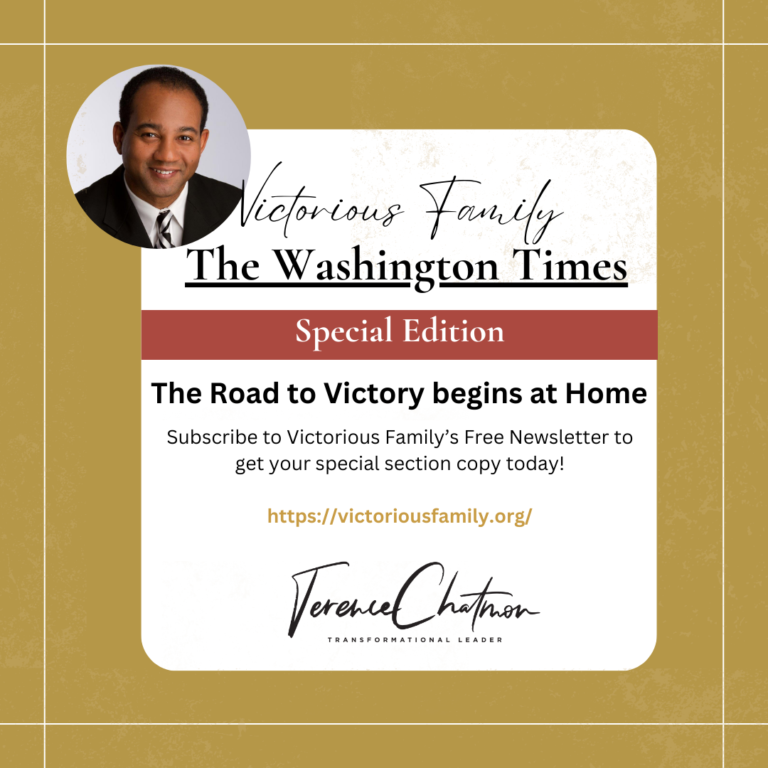 Victorious Family
The Washington Times
Special Edition
The Road to Victory begins at Home
Subscribe to Victorious Family’s Free Newsletter to
get your special section copy today!
https://victoriousfamily.org/
Terence Chatmon
TRANSFORMATIONAL LEADER